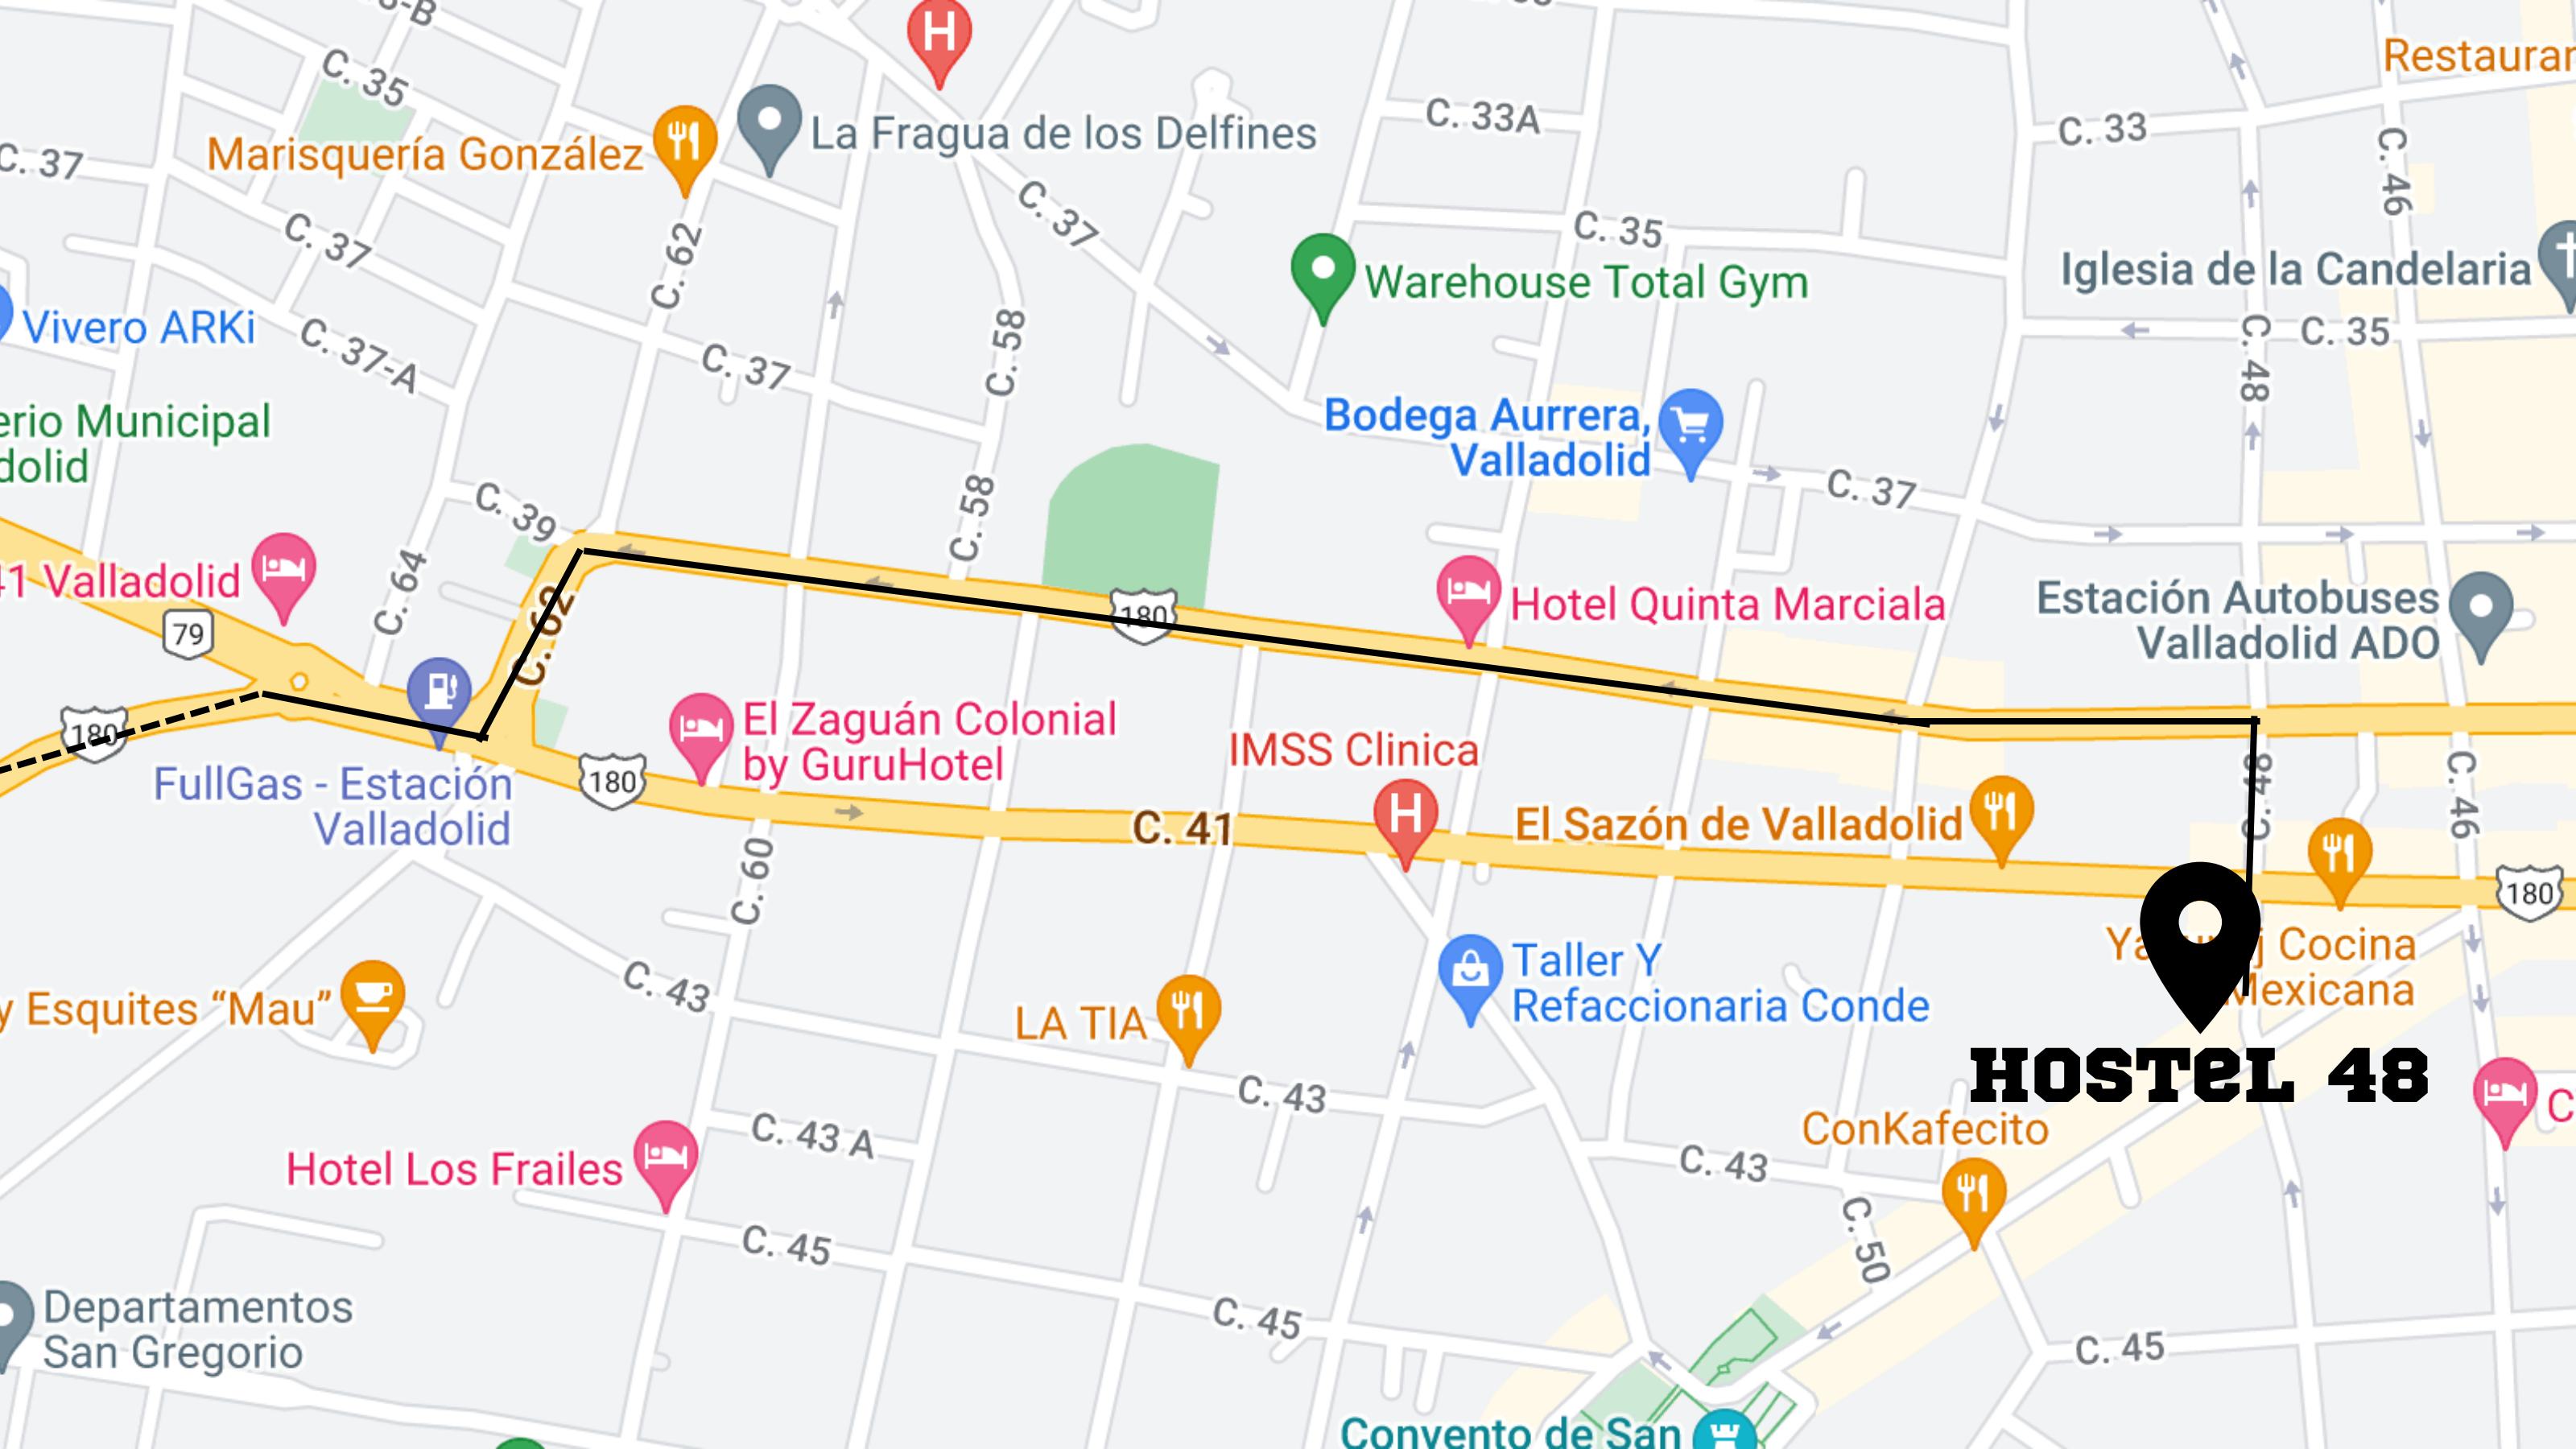 C. 35
C. 33A
C. 33
Restauran
C. 46
C. 37
Marisquería González
La Fragua de los Delfines
C. 37
C. 37
C. 62
C. 35
Iglesia de la Candelaria
Warehouse Total Gym
Vivero ARKi
C. 37-A
C. 37
C. 58
C. 48
C. 35
erio Municipal
dolid
Bodega Aurrera,
Valladolid
C. 39
C. 58
C. 37
41 Valladolid
C. 64
79
C. 62
180
Hotel Quinta Marciala
Estación Autobuses
Valladolid ADO
180
FullGas - Estación
Valladolid
180
El Zaguán Colonial
by GuruHotel
IMSS Clinica
C. 41
El Sazón de Valladolid
C. 48
C. 46
180
C. 60
Cocina
Mexicana
y Esquites “Mau”
C. 43
LA TIA
Taller Y
Refaccionaria Conde
HOSTEL 48
C. 43
ConKafecito
C. 43 A
Hotel Los Frailes
C. 43
C. 50
C. 45
C. 45
C. 45
Departamentos
San Gregorio
Convento de San
H
H
C